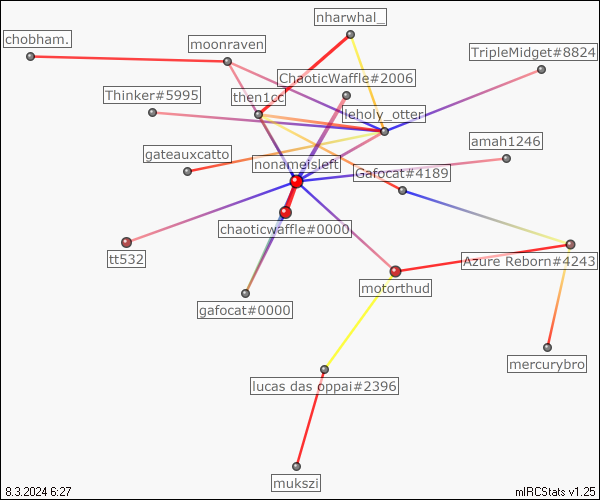 nharwhal_
chobham.
moonraven
TripleMidget#8824
ChaoticWaffle#2006
Thinker#5995
then1cc
leholy_otter
amah1246
gateauxcatto
nonameisleft
Gafocat#4189
chaoticwaffle#0000
tt532
Azure Reborn#4243
motorthud
gafocat#0000
mercurybro
lucas das oppai#2396
mukszi
8.3.2024 6:27
mIRCStats v1.25